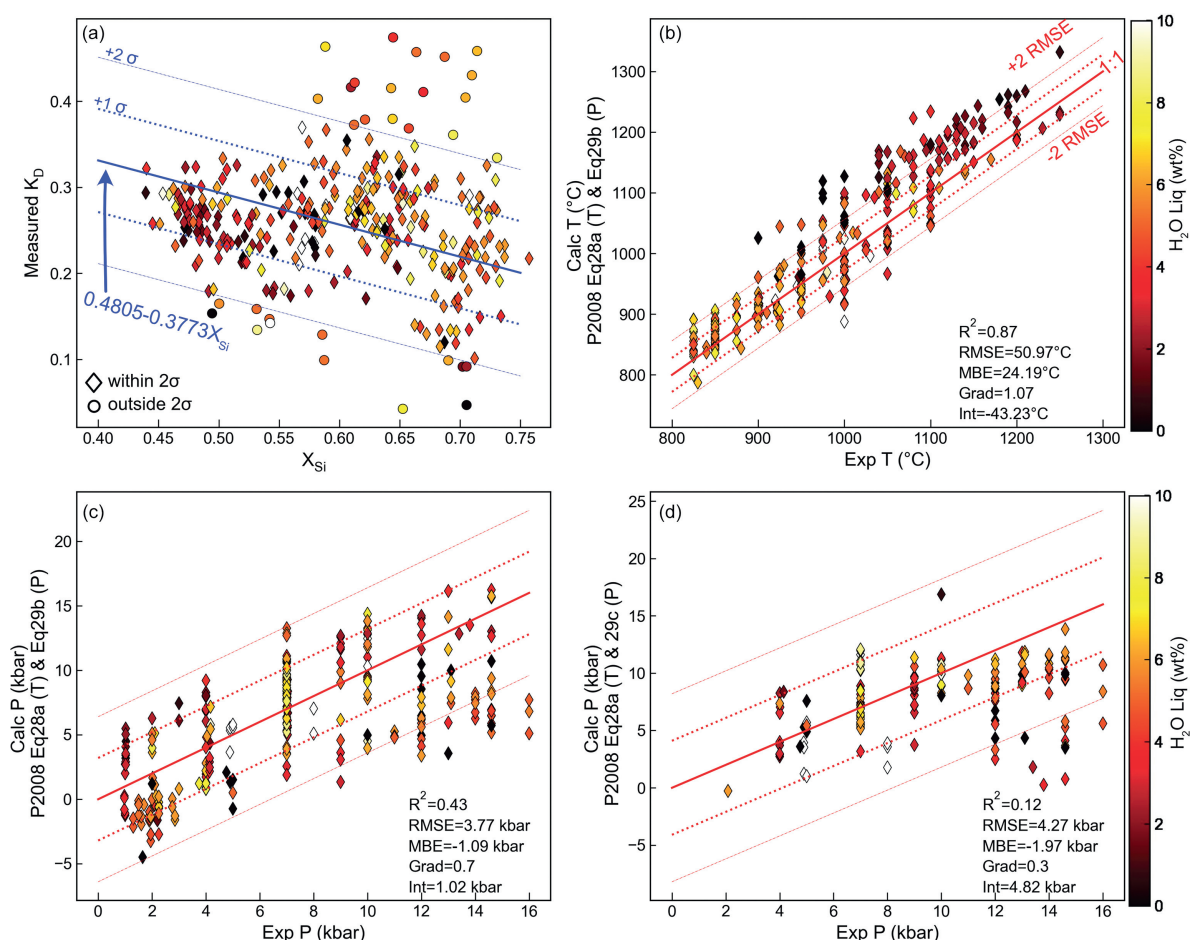 (a)
+2 σ
+1 σ
0.4805-0.3773X_Si
within 2σ
outside 2σ
Measured K_D
0.4
0.3
0.2
0.1
0.40
0.45
0.50
0.55
0.60
0.65
0.70
0.75
X_Si
(b)
+2 RMSE
1:1
-2 RMSE
R²=0.87
RMSE=50.97°C
MBE=24.19°C
Grad=1.07
Int=-43.23°C
Calc T (°C)
P2008 Eq28a (T) & Eq29b (P)
1300
1200
1100
1000
900
800
800
900
1000
1100
1200
1300
Exp T (°C)
10
8
6
4
2
0
H₂O Liq (wt%)
(c)
R²=0.43
RMSE=3.77 kbar
MBE=-1.09 kbar
Grad=0.7
Int=1.02 kbar
Calc P (kbar)
P2008 Eq28a (T) & Eq29b (P)
20
15
10
5
0
−5
0
2
4
6
8
10
12
14
16
Exp P (kbar)
(d)
R²=0.12
RMSE=4.27 kbar
MBE=-1.97 kbar
Grad=0.3
Int=4.82 kbar
Calc P (kbar)
P2008 Eq28a (T) & 29c (P)
25
20
15
10
5
0
−5
0
2
4
6
8
10
12
14
16
Exp P (kbar)
10
8
6
4
2
0
H₂O Liq (wt%)